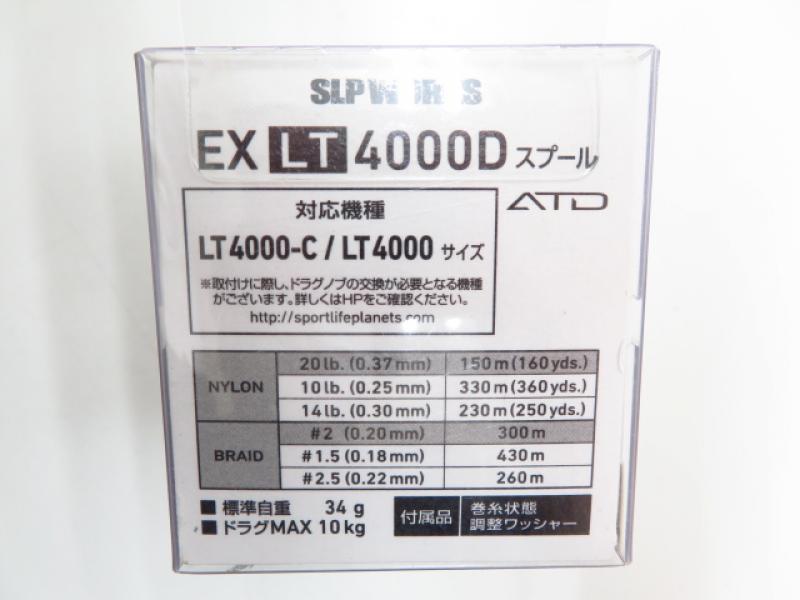 SLP WORKS
EX LT 4000D スプール
ATD
対応機種
LT4000-C / LT4000 サイズ
※取付けに際し、ドラグノブの交換が必要となる機種
がございます。詳しくはHPをご確認ください。
http://sportlifeplanets.com
NYLON
20lb.(0.37mm) 150m(160yds.)
10lb.(0.25mm) 330m(360yds.)
14lb.(0.30mm) 230m(250yds.)
BRAID
#2 (0.20mm) 300m
#1.5(0.18mm) 430m
#2.5(0.22mm) 260m
■ 標準自重 34g
■ ドラグMAX 10kg
付属品 巻糸状態
調整ワッシャー